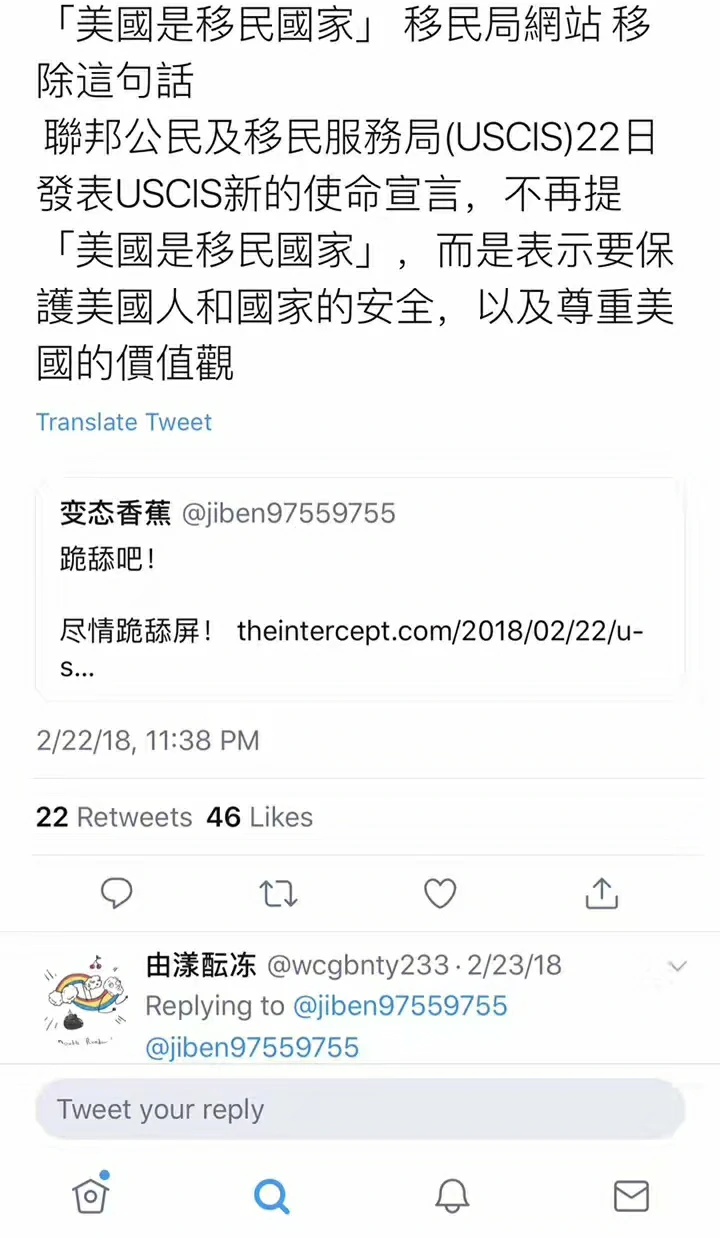 「美國是移民國家」 移民局網站 移
除這句話
聯邦公民及移民服務局(USCIS)22日
發表USCIS新的使命宣言，不再提
「美國是移民國家」，而是表示要保
護美國人和國家的安全，以及尊重美
國的價值觀
Translate Tweet
变态香蕉 @jiben97559755
跪舔吧！
尽情跪舔屏！ theintercept.com/2018/02/22/u-
s...
2/22/18, 11:38 PM
22 Retweets 46 Likes
由漾酝冻 @wcgbnty233 · 2/23/18
Replying to @jiben97559755
@jiben97559755
Tweet your reply